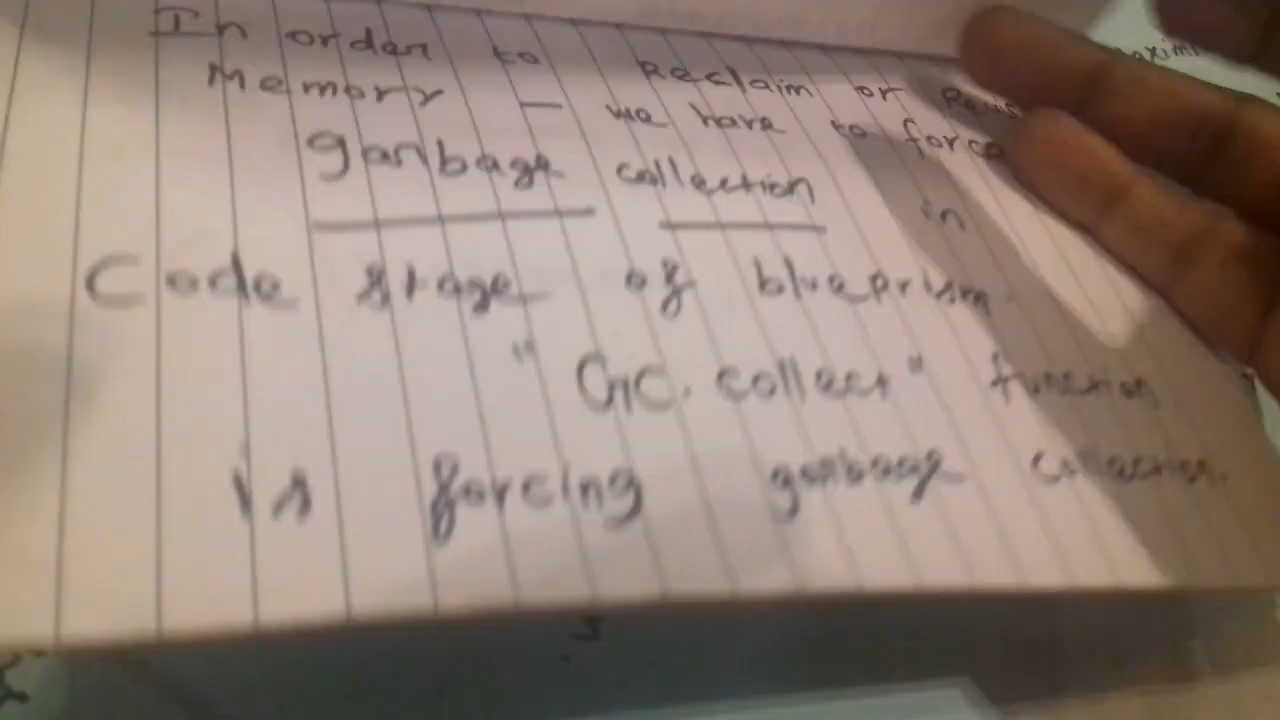 In order to Reclaim or
Memory — we have to force
garbage collection in
Code stage of blueprism
"GC.collect" function
is forcing garbage collection.